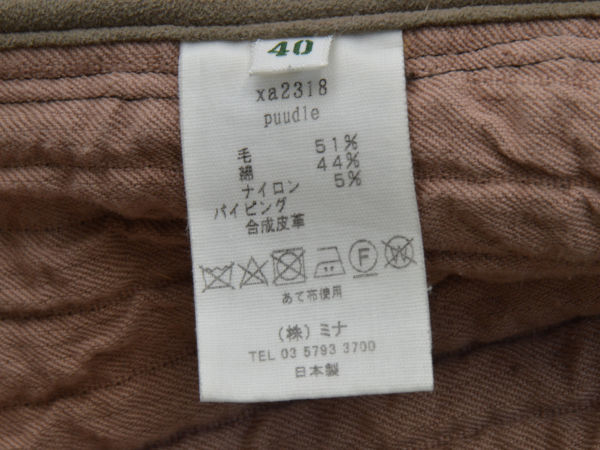 40
xa2318
puudle
毛 51%
綿 44%
ナイロン 5%
パイピング
合成皮革
F W
あて布使用
(株)ミナ
TEL 03 5793 3700
日本製